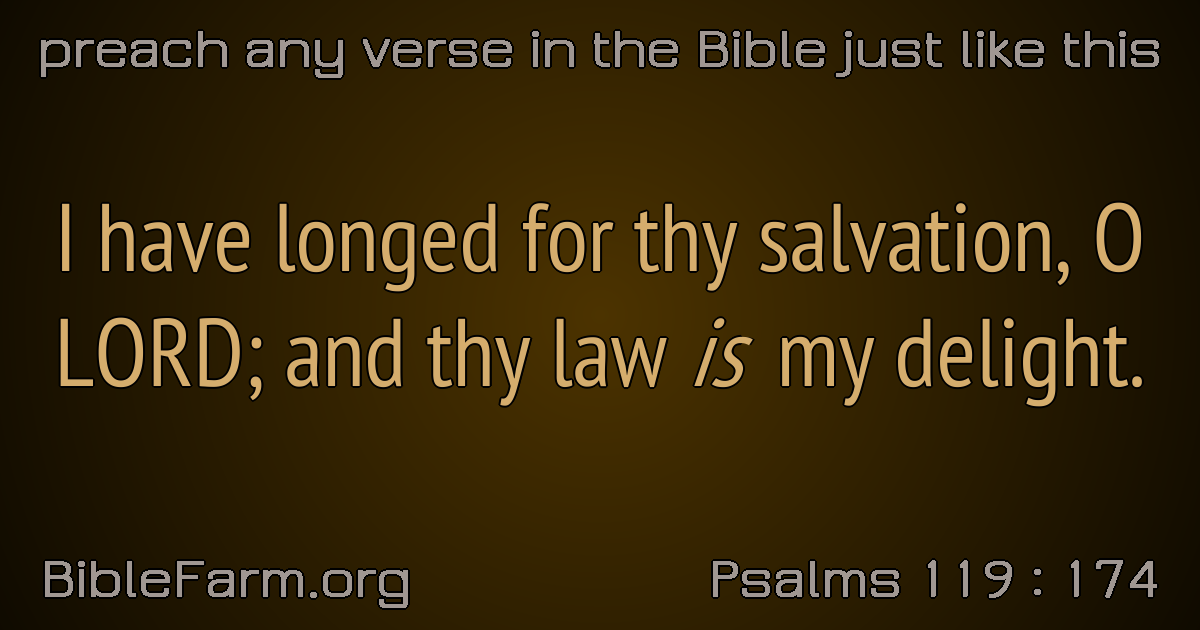 preach any verse in the Bible just like this
I have longed for thy salvation, O
LORD; and thy law is my delight.
BibleFarm.org
Psalms 119 : 174